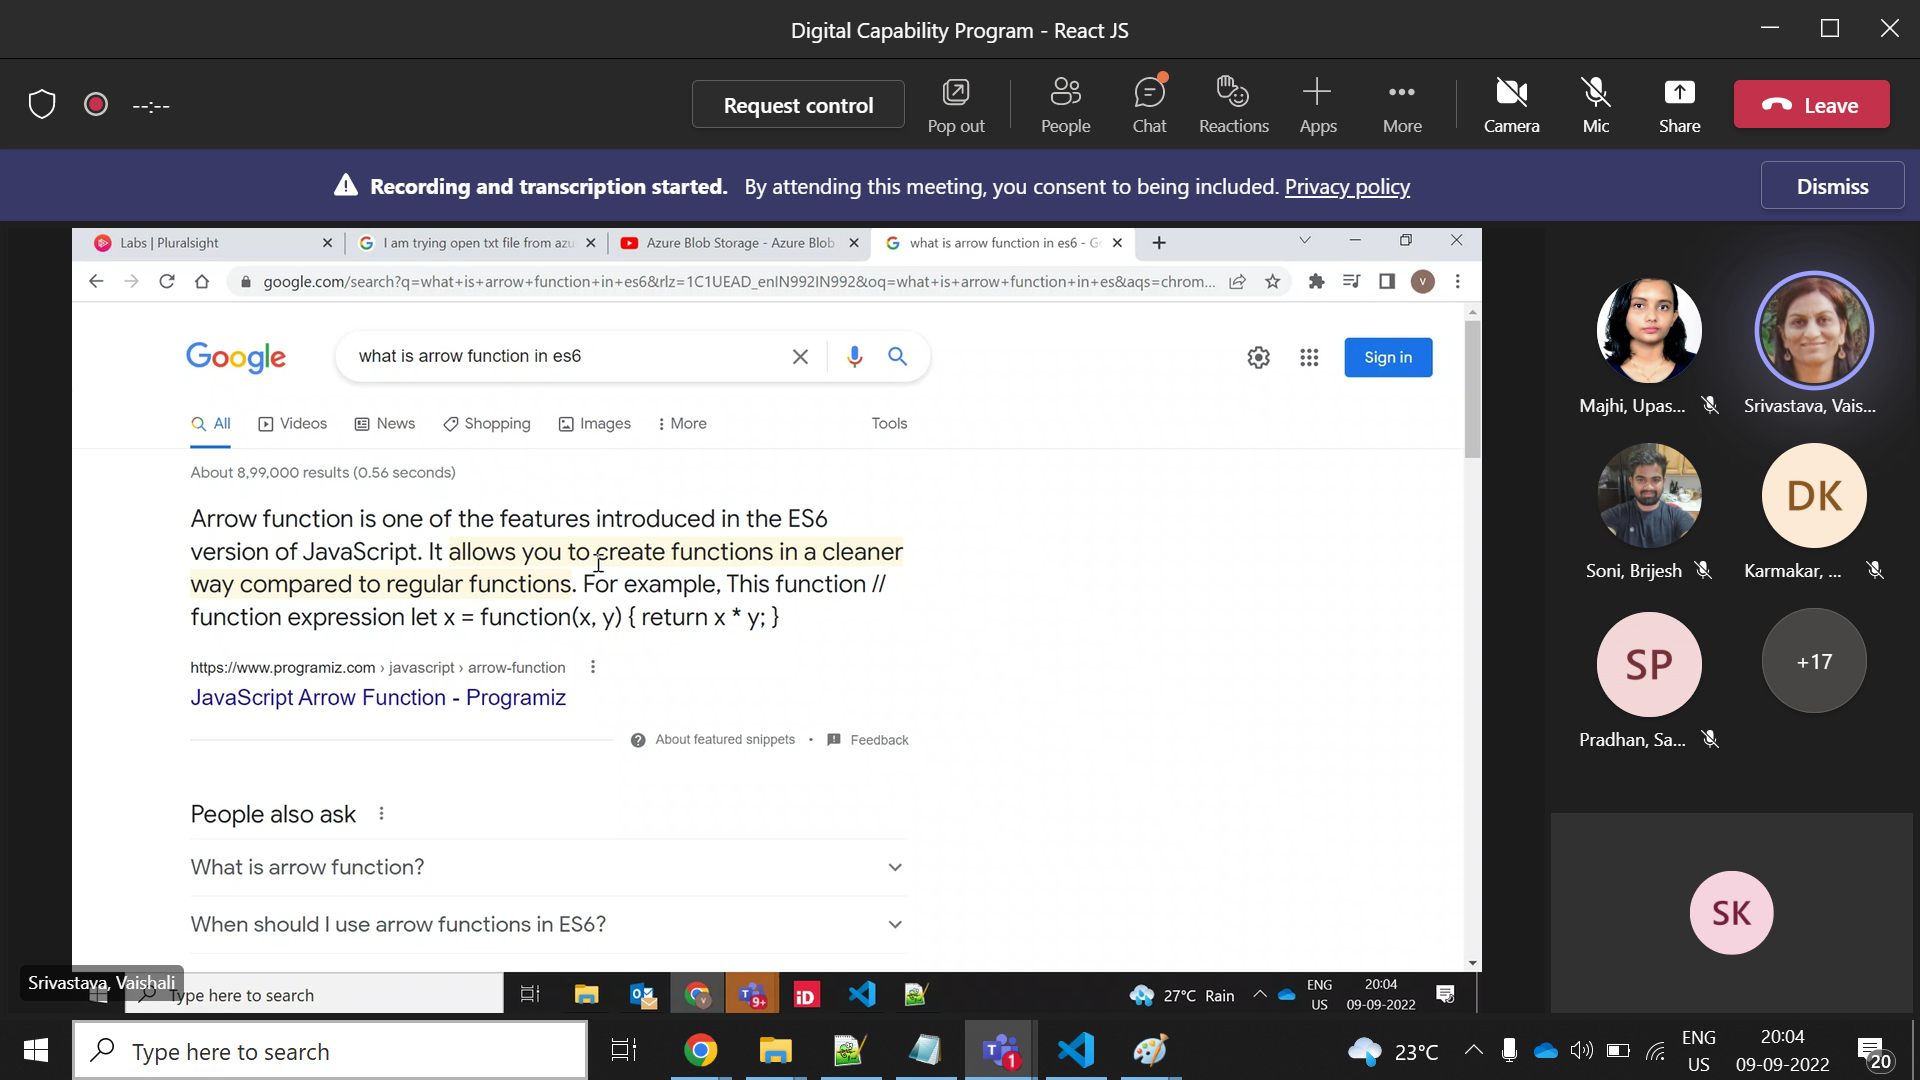 Digital Capability Program - React JS
--:--
Request control
Pop out
People
Chat
Reactions
Apps
More
Camera
Mic
Share
Leave
Recording and transcription started. By attending this meeting, you consent to being included. Privacy policy
Dismiss
Labs | Pluralsight
I am trying open txt file from azu
Azure Blob Storage - Azure Blob
what is arrow function in es6 - Go
google.com/search?q=what+is+arrow+function+in+es6&rlz=1C1UEAD_enIN992IN992&oq=what+is+arrow+function+in+es&aqs=chrom...
V
Google
what is arrow function in es6
Sign in
All
Videos
News
Shopping
Images
More
Tools
About 8,99,000 results (0.56 seconds)
Arrow function is one of the features introduced in the ES6
version of JavaScript. It allows you to create functions in a cleaner
way compared to regular functions. For example, This function //
function expression let x = function(x, y) { return x * y; }
https://www.programiz.com › javascript › arrow-function
JavaScript Arrow Function - Programiz
About featured snippets • Feedback
People also ask
What is arrow function?
When should I use arrow functions in ES6?
Majhi, Upas...
Srivastava, Vais...
Soni, Brijesh
DK
Karmakar, ...
SP
Pradhan, Sa...
+17
SK
Srivastava, Vaishali
Type here to search
9+
iD
27°C Rain
ENG
US
20:04
09-09-2022
Type here to search
1
23°C
ENG
US
20:04
09-09-2022
20